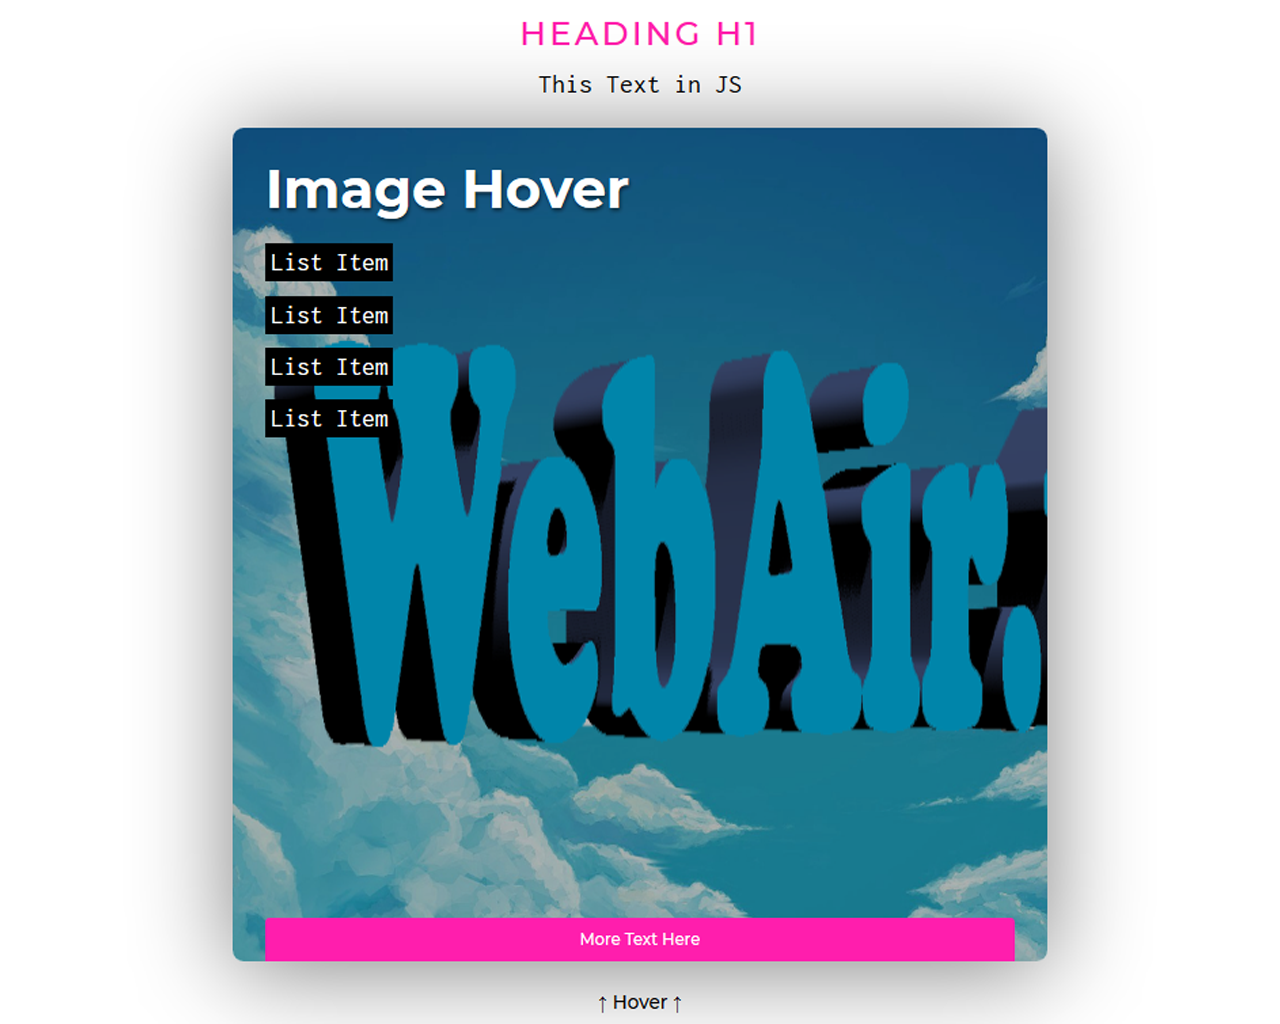 HEADING H1
This Text in JS
Image Hover
List Item
List Item
List Item
List Item
WebAir.
More Text Here
↑ Hover ↑